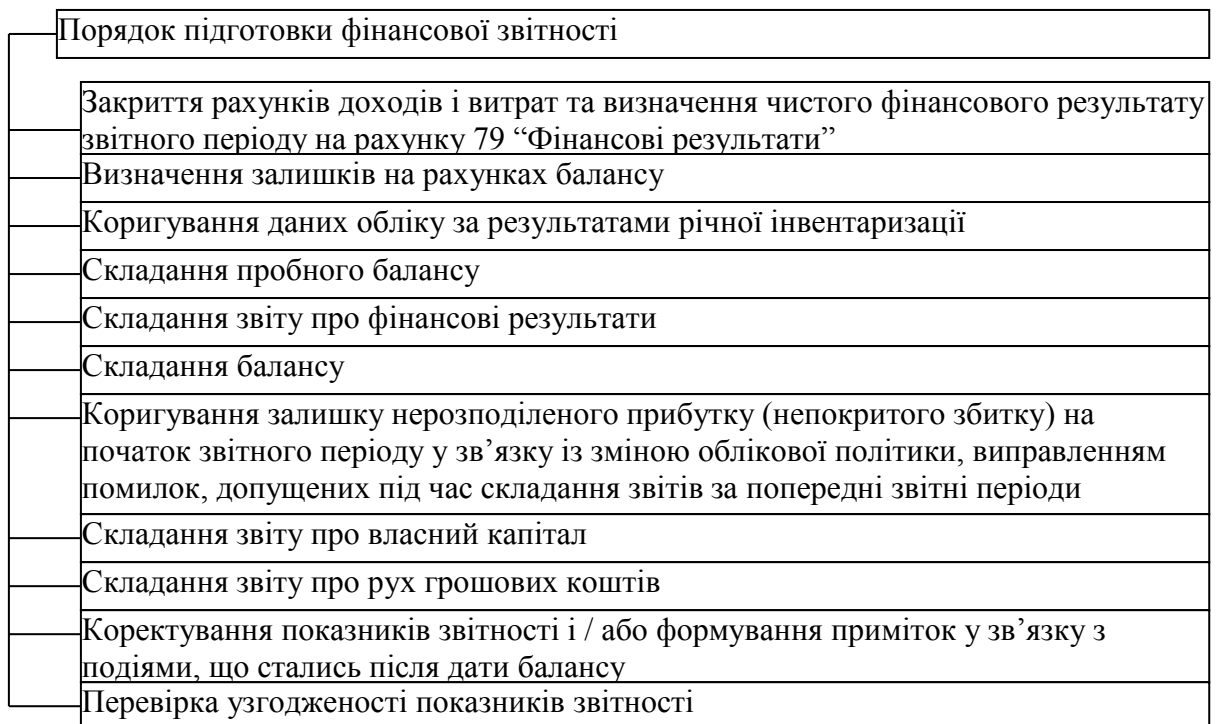 Порядок підготовки фінансової звітності
Закриття рахунків доходів і витрат та визначення чистого фінансового результату
звітного періоду на рахунку 79 “Фінансові результати”
Визначення залишків на рахунках балансу
Коригування даних обліку за результатами річної інвентаризації
Складання пробного балансу
Складання звіту про фінансові результати
Складання балансу
Коригування залишку нерозподіленого прибутку (непокритого збитку) на
початок звітного періоду у зв’язку із зміною облікової політики, виправленням
помилок, допущених під час складання звітів за попередні звітні періоди
Складання звіту про власний капітал
Складання звіту про рух грошових коштів
Коректування показників звітності і / або формування приміток у зв’язку з
подіями, що стались після дати балансу
Перевірка узгодженості показників звітності